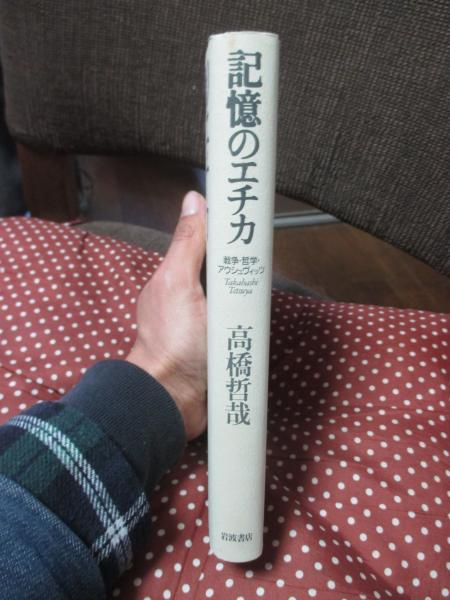 記憶のエチカ
戦争・哲学・
アウシュヴィッツ
Takahashi
Tetsuya
高橋哲哉
岩波書店